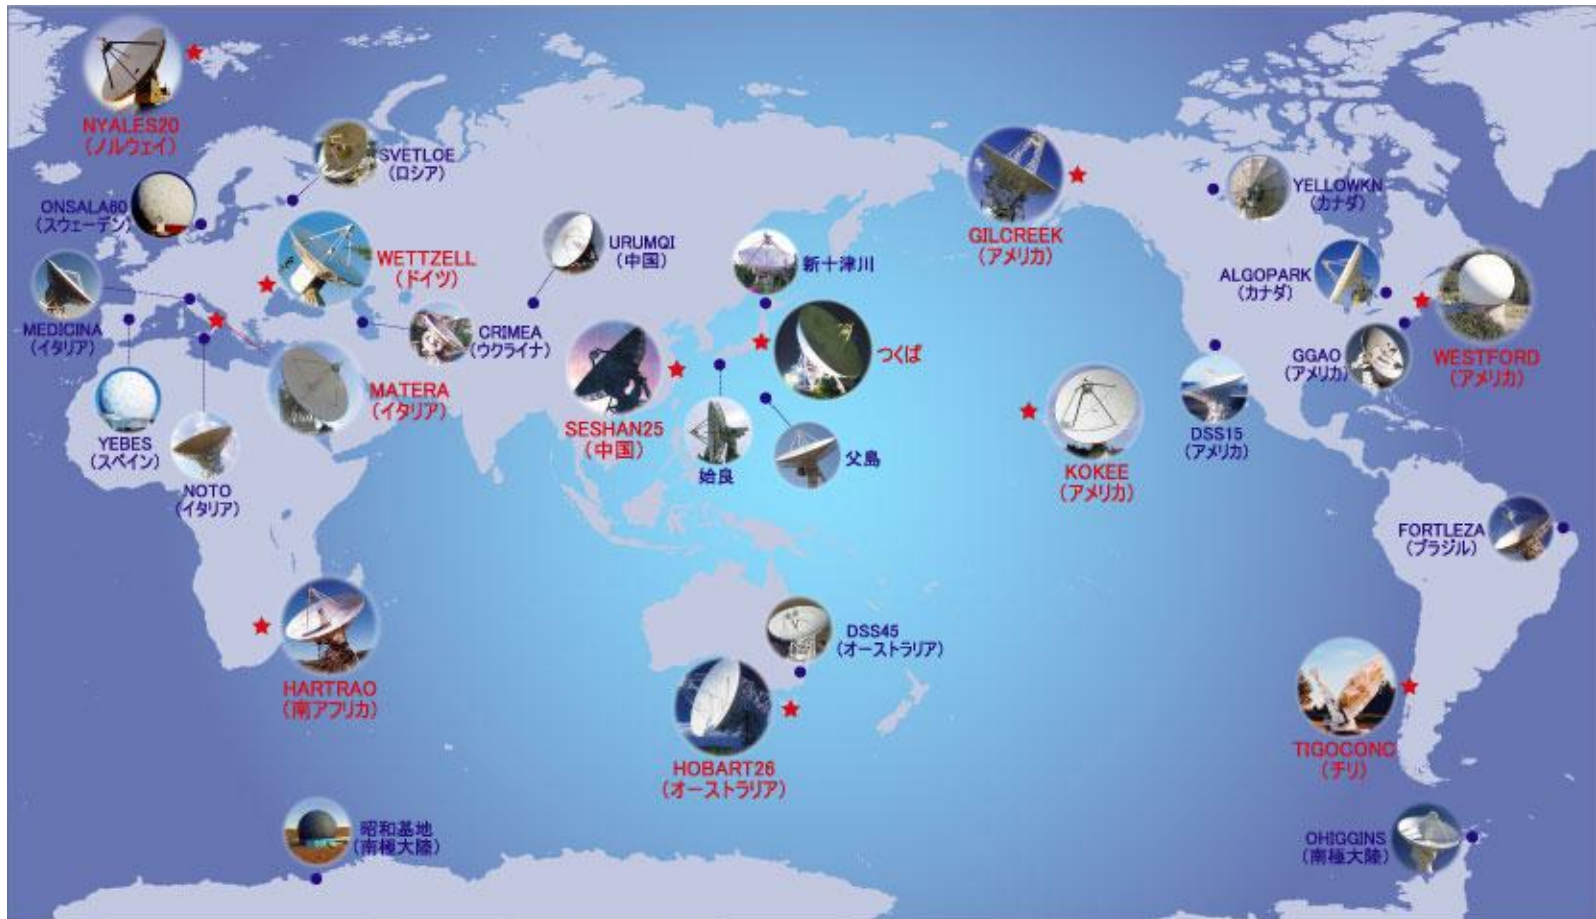 NYALES20
(ノルウェイ)
SVETLOE
(ロシア)
ONSALA60
(スウェーデン)
WETTZELL
(ドイツ)
URUMQI
(中国)
新十津川
GILCREEK
(アメリカ)
YELLOWKN
(カナダ)
ALGOPARK
(カナダ)
MEDICINA
(イタリア)
CRIMEA
(ウクライナ)
つくば
GGAO
(アメリカ)
WESTFORD
(アメリカ)
MATERA
(イタリア)
SESHAN25
(中国)
YEBES
(スペイン)
NOTO
(イタリア)
姶良
父島
KOKEE
(アメリカ)
DSS15
(アメリカ)
FORTLEZA
(ブラジル)
HARTRAO
(南アフリカ)
DSS45
(オーストラリア)
HOBART26
(オーストラリア)
TIGOCONC
(チリ)
昭和基地
(南極大陸)
OHIGGINS
(南極大陸)